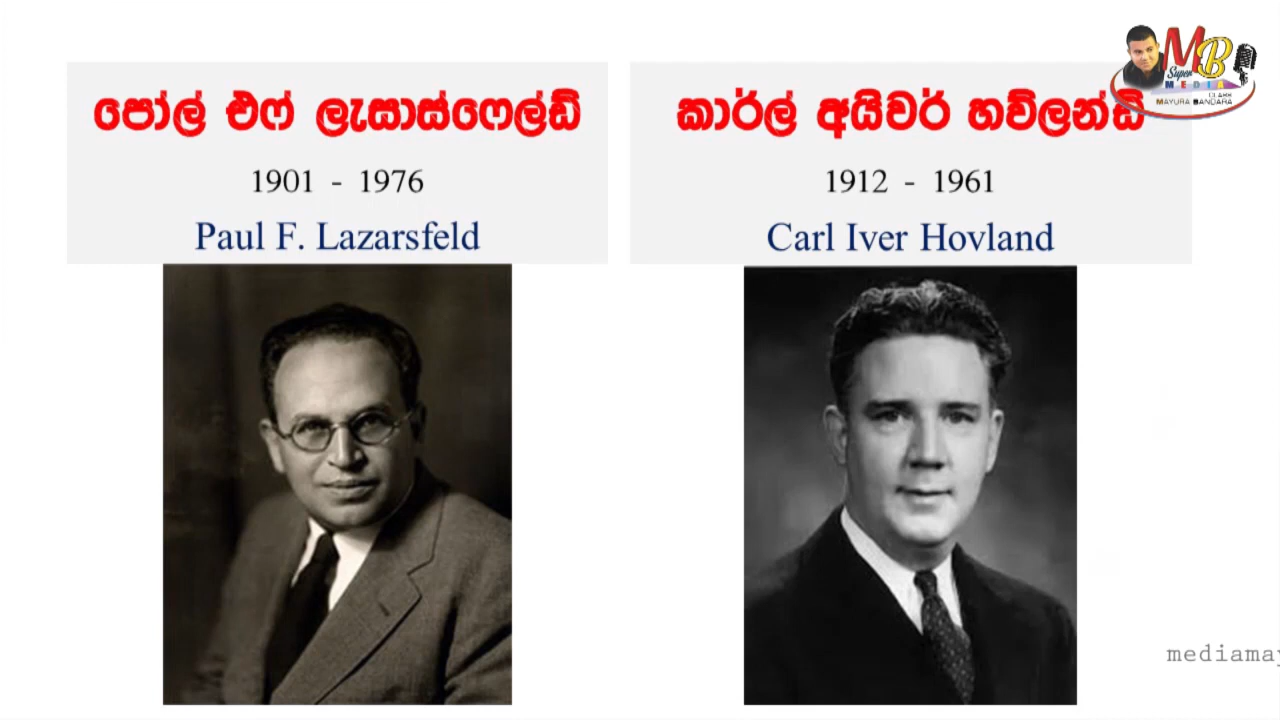 පෝල් එෆ් ලැසාස්ෆෙල්ඩ්
1901 - 1976
Paul F. Lazarsfeld
කාර්ල් අයිවර් හව්ලන්ඩ්
1912 - 1961
Carl Iver Hovland
MB
Super
MEDIA
MAYURA BANDARA
mediamay